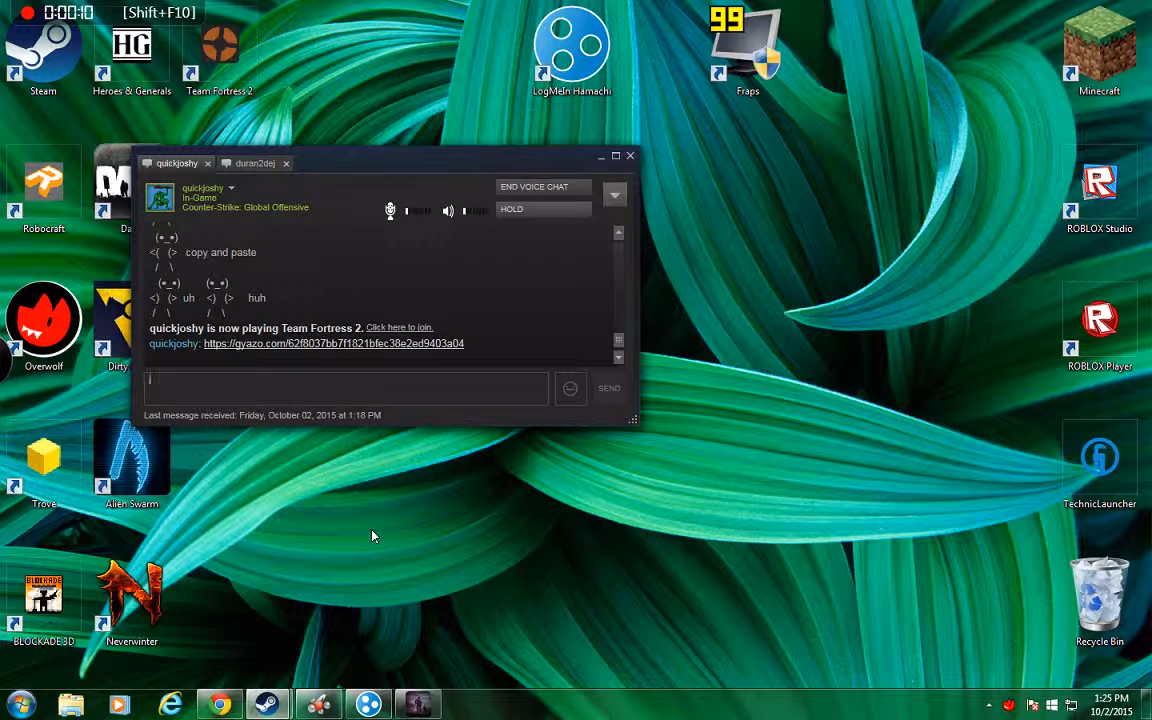 0:00:10 [Shift+F10]
99
Steam
Heroes & Generals
Team Fortress 2
LogMeIn Hamachi
Fraps
Minecraft
quickjoshy
duran2dej
quickjoshy
In-Game
Counter-Strike: Global Offensive
END VOICE CHAT
HOLD
(•_•)
<( (> copy and paste
/ \
(•_•) (•_•)
<) (> uh <) (> huh
/ \ / \
quickjoshy is now playing Team Fortress 2. Click here to join.
quickjoshy: https://gyazo.com/62f8037bb7f1821bfec38e2ed9403a04
SEND
Last message received: Friday, October 02, 2015 at 1:18 PM
Robocraft
ROBLOX Studio
Overwolf
Dirty
ROBLOX Player
Trove
Alien Swarm
TechnicLauncher
BLOCKADE
BLOCKADE 3D
Neverwinter
Recycle Bin
1:25 PM
10/2/2015